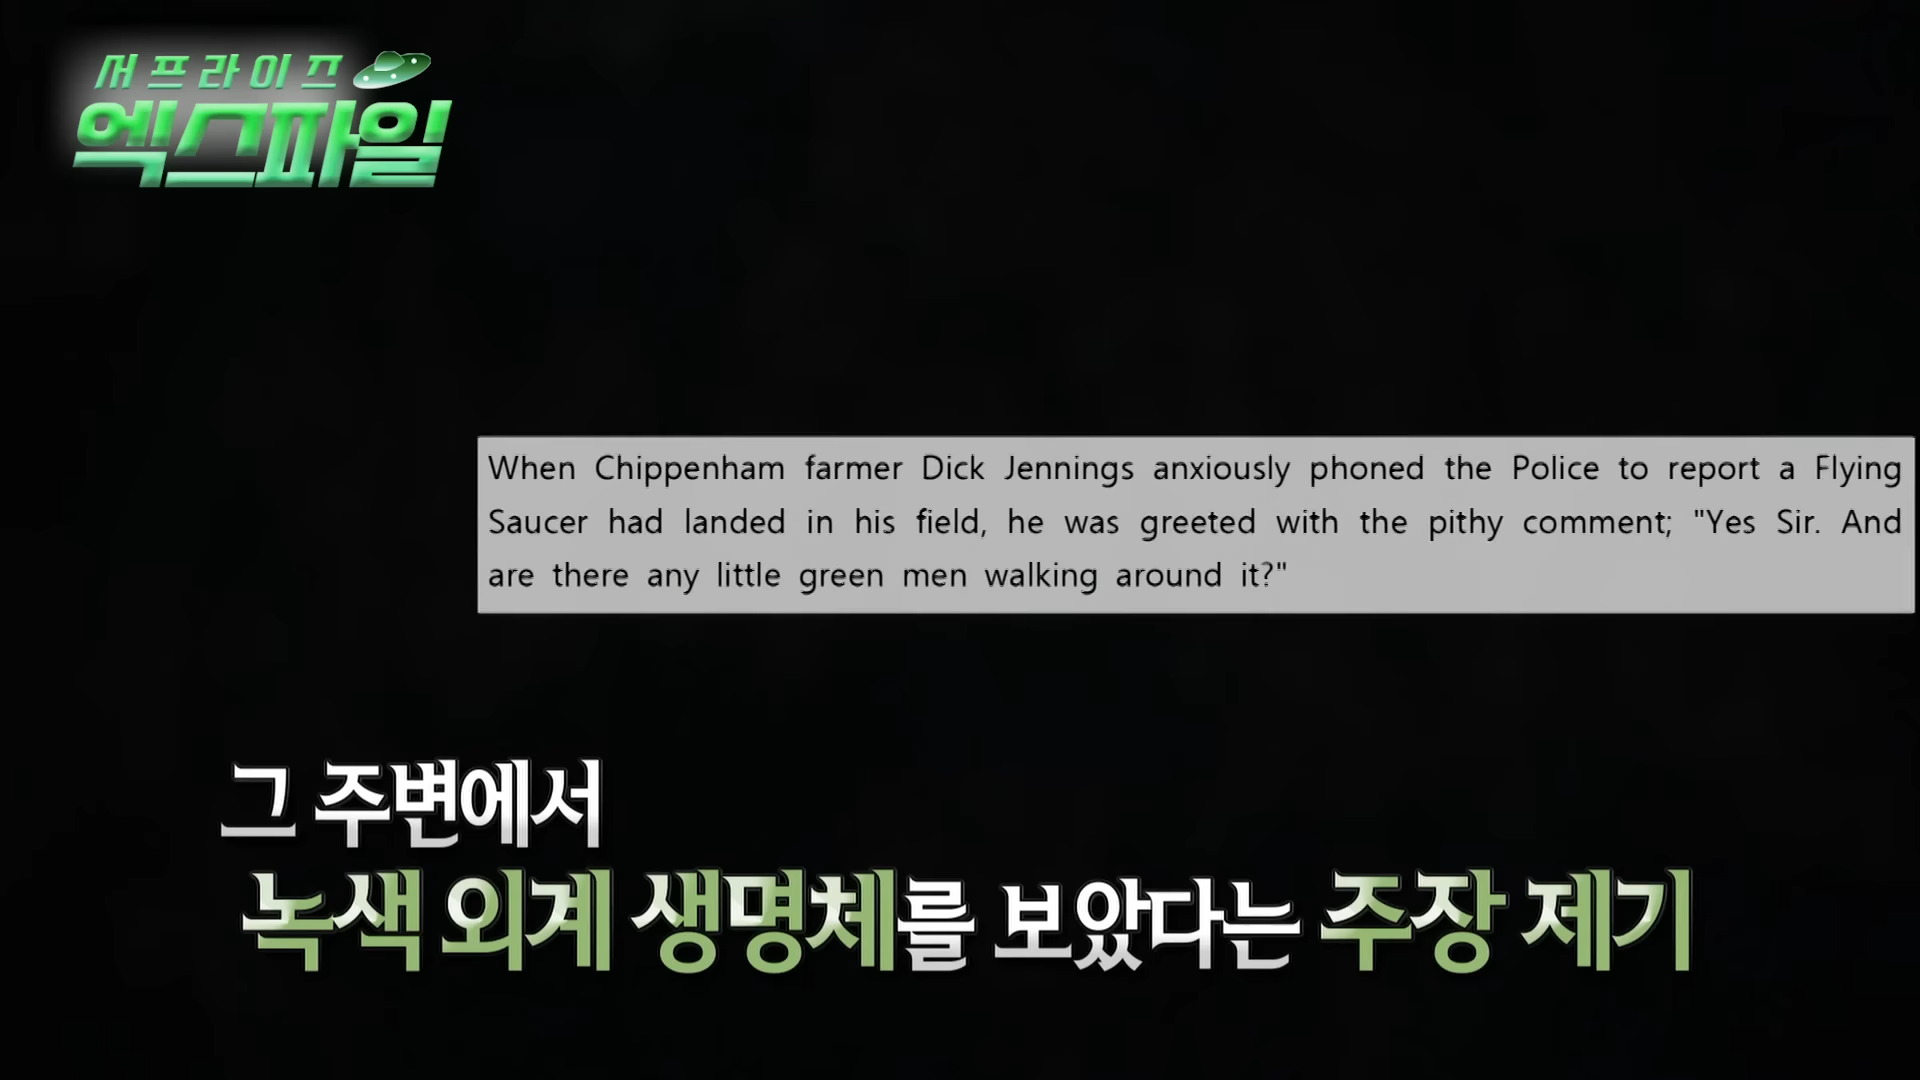 서프라이즈
엑스파일
When Chippenham farmer Dick Jennings anxiously phoned the Police to report a Flying
Saucer had landed in his field, he was greeted with the pithy comment; "Yes Sir. And
are there any little green men walking around it?"
그 주변에서
녹색 외계 생명체를 보았다는 주장 제기